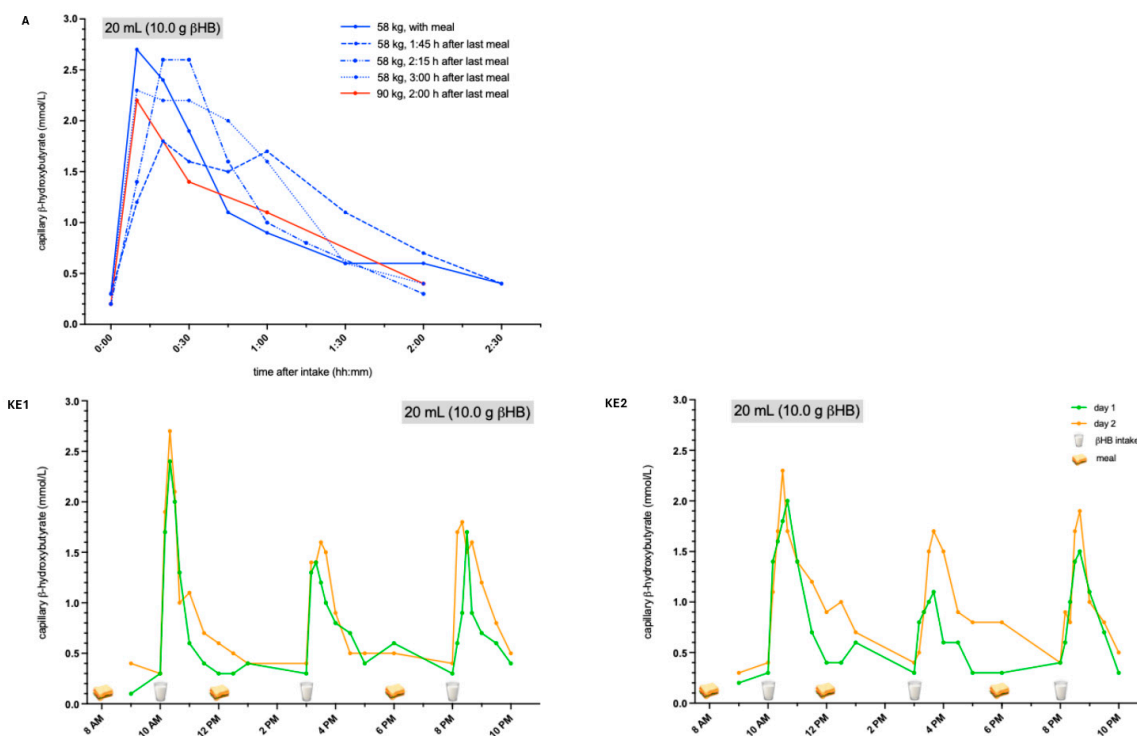 A
20 mL (10.0 g βHB)
58 kg, with meal
58 kg, 1:45 h after last meal
58 kg, 2:15 h after last meal
58 kg, 3:00 h after last meal
90 kg, 2:00 h after last meal
capillary β-hydroxybutyrate (mmol/L)
3.0
2.5
2.0
1.5
1.0
0.5
0.0
0:00
0:30
1:00
1:30
2:00
2:30
time after intake (hh:mm)
KE1
20 mL (10.0 g βHB)
capillary β-hydroxybutyrate (mmol/L)
3.0
2.5
2.0
1.5
1.0
0.5
0.0
8 AM
10 AM
12 PM
2 PM
4 PM
6 PM
8 PM
10 PM
KE2
20 mL (10.0 g βHB)
day 1
day 2
βHB intake
meal
capillary β-hydroxybutyrate (mmol/L)
3.0
2.5
2.0
1.5
1.0
0.5
0.0
8 AM
10 AM
12 PM
2 PM
4 PM
6 PM
8 PM
10 PM